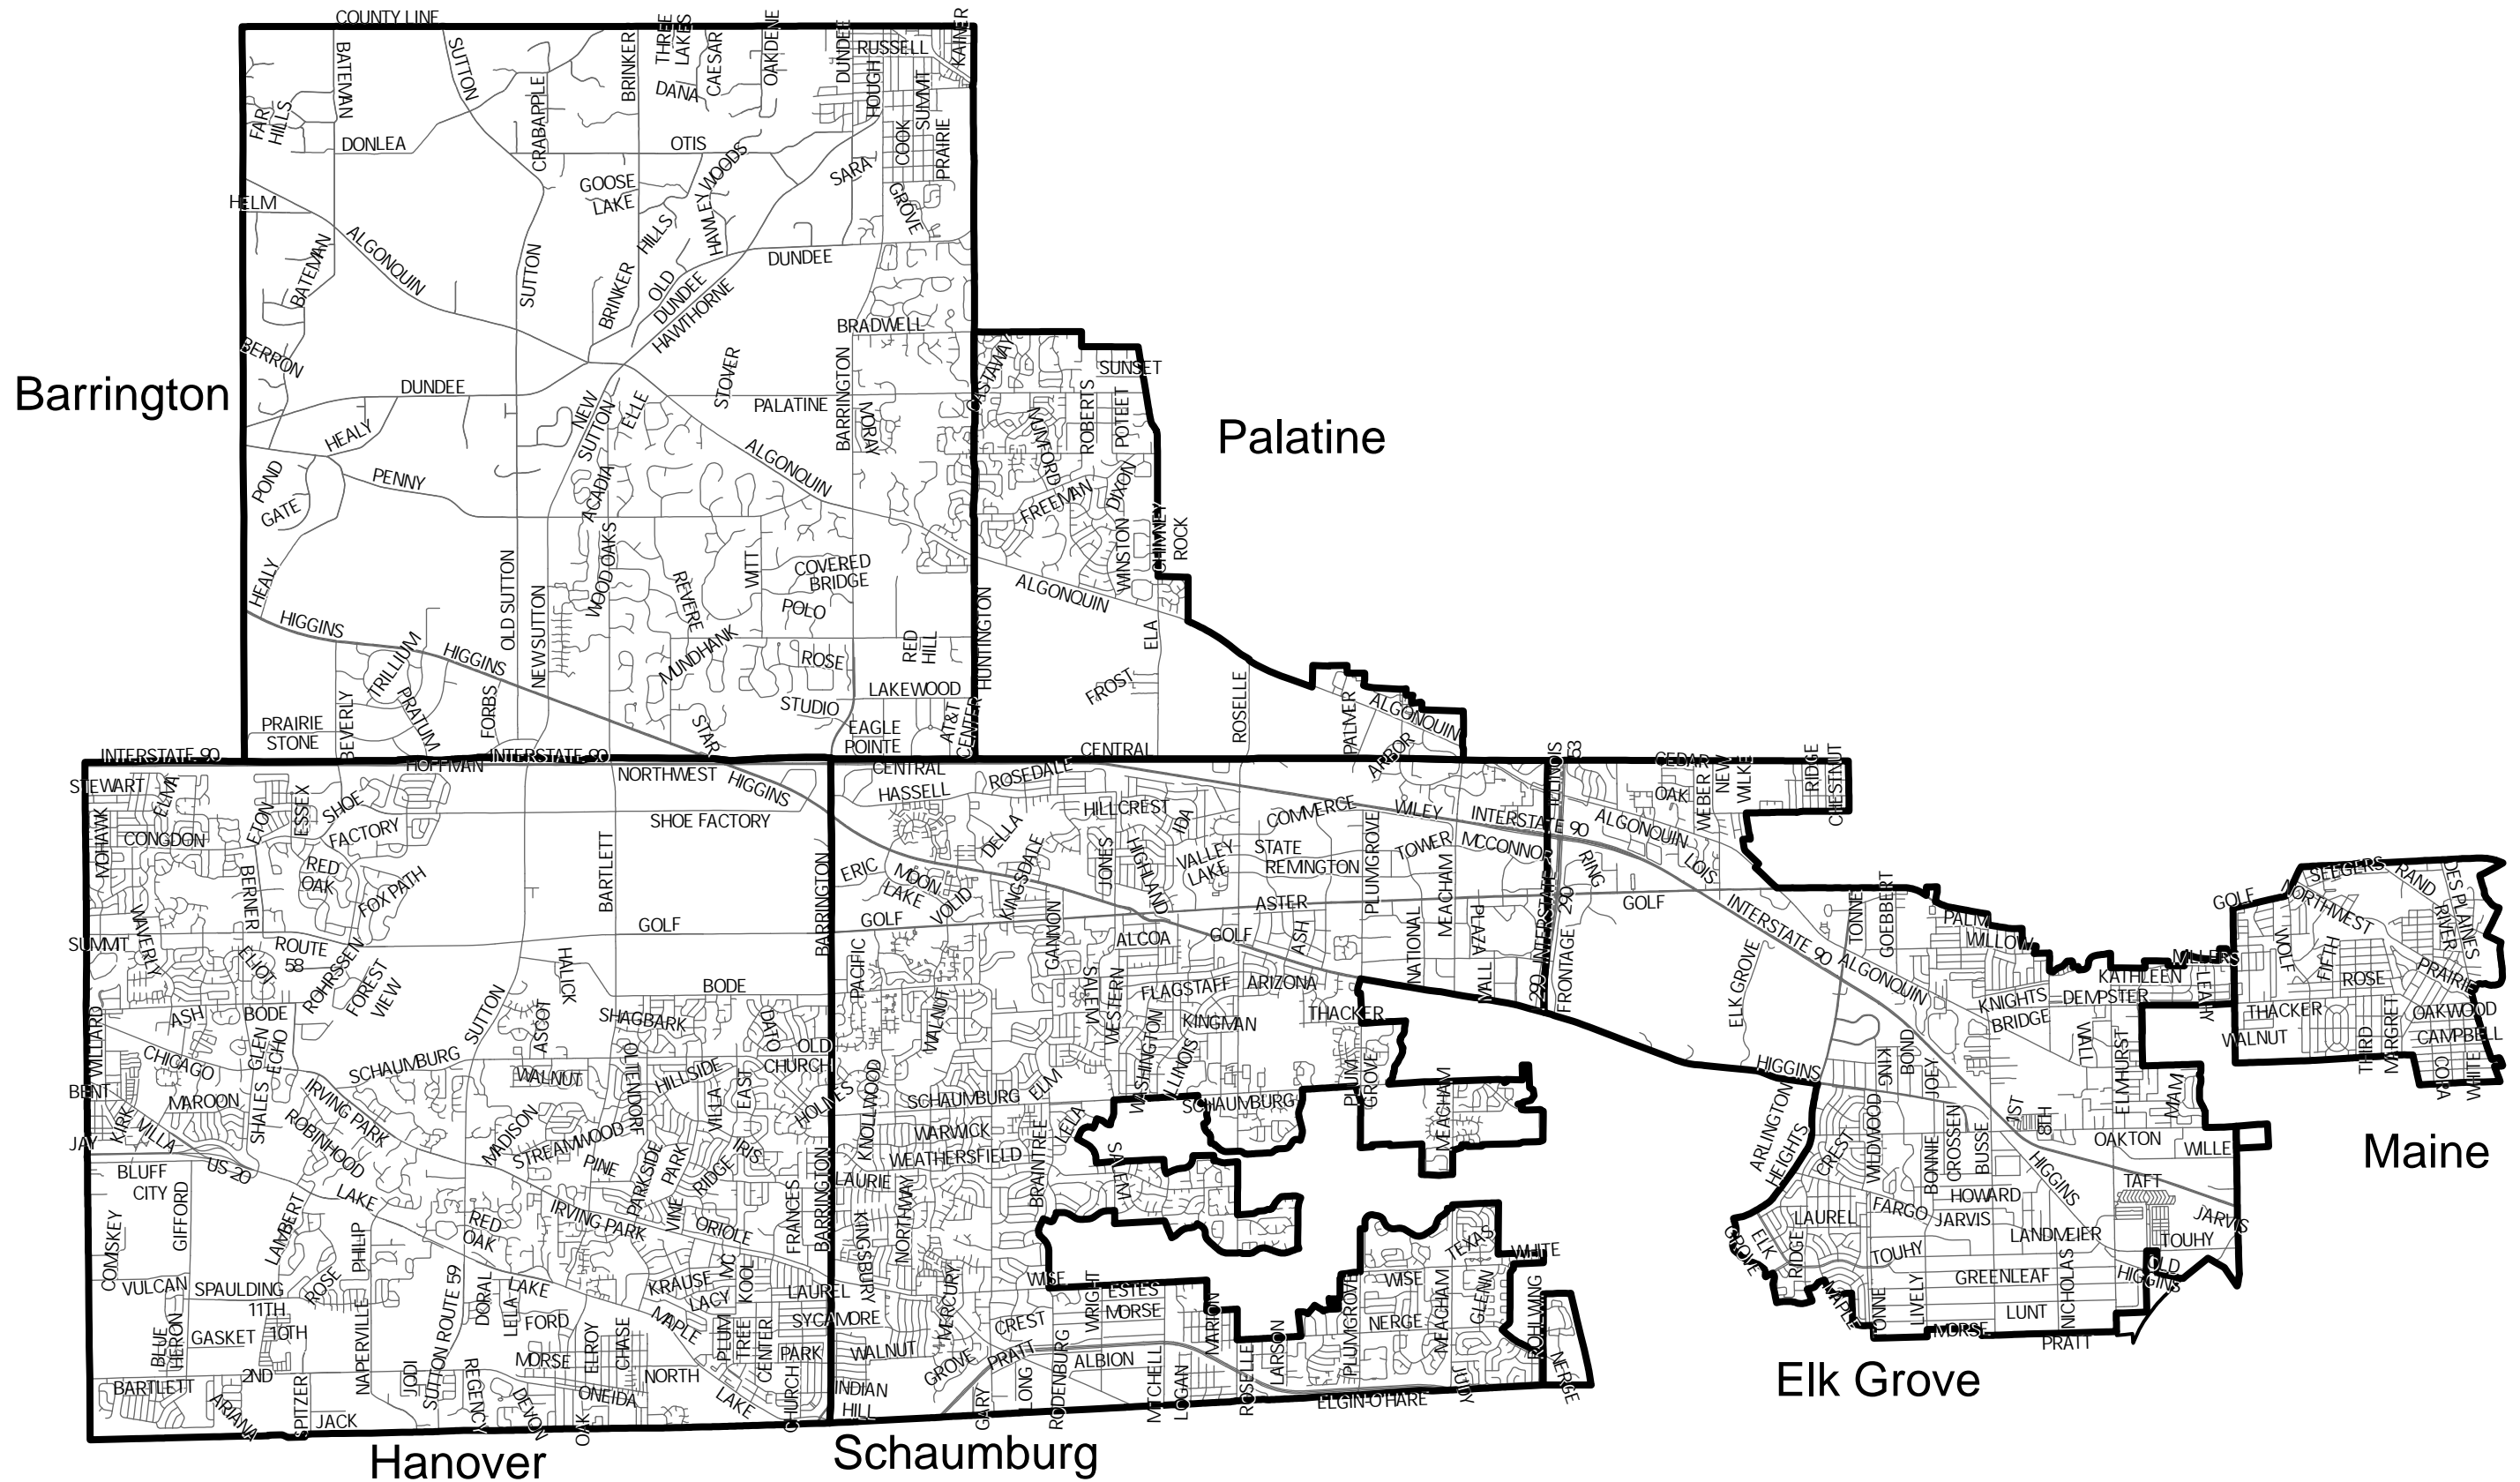 COUNTY LINE
BATEMAN
SUTTON
CRABAPPLE
BRINKER
THREE
LAKES
CAESAR
DANA
OAKDENE
DUNDEE
RUSSELL
KAINER
HOUGH
SUMMIT
FAR
HILLS
DONLEA
OTIS
COOK
PRAIRIE
HELM
GOOSE
LAKE
HAWLEY WOODS
SARA
GROVE
ALGONQUIN
BATEMAN
SUTTON
HILLS
BRINKER
OLD
DUNDEE
HAWTHORNE
DUNDEE
BERRON
BRADWELL
Barrington
DUNDEE
STOVER
PALATINE
BARRINGTON
MORAY
CASTAWAY
SUNSET
ROBERTS
POTEET
HEALY
NEW
SUTTON
ELLE
MUMFORD
Palatine
POND
GATE
PENNY
ACADIA
ALGONQUIN
FREEMAN
DIXON
CHIMNEY
ROCK
WINSTON
HEALY
OLD SUTTON
NEW SUTTON
WOOD OAKS
REVERE
WITT
COVERED
BRIDGE
POLO
ALGONQUIN
HIGGINS
TRILLIUM
HIGGINS
MUNDHANK
ROSE
RED
HILL
HUNTINGTON
ELA
PRATUM
FORBS
STAR
STUDIO
LAKEWOOD
FROST
ROSELLE
PALMER
ALGONQUIN
PRAIRIE
STONE
BEVERLY
EAGLE
POINTE
AT&T
CENTER
CENTRAL
ARBOR
INTERSTATE 90
HOFFMAN
INTERSTATE 90
NORTHWEST
HIGGINS
CENTRAL
ROSEDALE
ILLINOIS
53
CEDAR
NEW
WILKE
RIDGE
CHESTNUT
STEWART
ELMA
ESSEX
SHOE
FACTORY
SHOE FACTORY
HASSELL
HILLCREST
IDA
COMMERCE
WILEY
INTERSTATE 90
OAK
WEBER
ALGONQUIN
MOHAWK
CONGDON
ETON
RED
OAK
BERNER
FOX PATH
BARTLETT
BARRINGTON
ERIC
MOON
LAKE
DELLA
KINGSDALE
VOLID
JONES
HIGHLAND
VALLEY
LAKE
STATE
REMINGTON
PLUM GROVE
TOWER
MEACHAM
MCCONNOR
RING
LOIS
WAVERLY
SUMMIT
ROUTE
58
ELIOT
ROHRSSEN
FOREST
VIEW
GOLF
HALICK
BODE
GOLF
PACIFIC
GANNON
ALCOA
GOLF
ASTER
ASH
NATIONAL
PLAZA
MALL
INTERSTATE 290
FRONTAGE 290
GOLF
INTERSTATE 90
ELK GROVE
TONNE
GOEBBERT
PALM
WILLOW
ALGONQUIN
KATHLEEN
MILLERS
GOLF
SEEGERS
RAND
DES PLAINES
RIVER
NORTHWEST
WOLF
FIFTH
ROSE
PRAIRIE
WILLARD
ASH
BODE
GLEN
ECHO
SUTTON
ASCOT
SHAGBARK
DATO
OLD
CHURCH
WALNUT
SALEM
WESTERN
FLAGSTAFF
ARIZONA
KINGMAN
THACKER
WASHINGTON
ILLINOIS
KNIGHTS
BRIDGE
DEMPSTER
LEAHY
THACKER
WALNUT
THIRD
MARGRET
OAKWOOD
CAMPBELL
CORA
WHITE
CHICAGO
SCHAUMBURG
WALNUT
OLTENDORF
HILLSIDE
EAST
HOLMES
KNOLLWOOD
SCHAUMBURG
ELM
SCHAUMBURG
PLUM
GROVE
MEACHAM
HIGGINS
KING
BOND
JOEY
WALL
ELMHURST
MAM
BENT
KIRK
VILLA
MAROON
SHALES
IRVING PARK
ROBINHOOD
MADISON
STREAMWOOD
VILLA
IRIS
WARWICK
WEATHERSFIELD
BRAINTREE
LEIDA
SALEM
ARLINGTON
HEIGHTS
CREST
WILDWOOD
BONNIE
CROSSEN
BUSSE
1ST
8TH
OAKTON
WILLE
Maine
JAY
US 20
BLUFF
CITY
GIFFORD
LAKE
PINE
PARKSIDE
PARK
RIDGE
VINE
FRANCES
BARRINGTON
LAURIE
NORTHWAY
HIGGINS
HOWARD
TAFT
JARVIS
COMSKEY
LAMBERT
PHILIP
RED
OAK
IRVING PARK
ORIOLE
KINGSBURY
TEXAS
WHITE
ELK
GROVE
LAUREL
RIDGE
FARGO
JARVIS
TOUHY
LANDMEIER
TOUHY
VULCAN
SPAULDING
ROSE
11TH
10TH
SUTTON ROUTE 59
DORAL
LELA
LAKE
FORD
KRAUSE
LACY
MC
KOOL
LAUREL
MERCURY
WISE
WRIGHT
ESTES
MORSE
MARION
PLUM GROVE
WISE
NERGE
MEACHAM
GLENN
ROHLWING
MAPLE
TONNE
LIVELY
GREENLEAF
LUNT
NICHOLAS
OLD
HIGGINS
BLUE
HERON
GASKET
NAPERVILLE
MORSE
ELROY
CHASE
MAPLE
PLUM
TREE
CENTER
SYCAMORE
PARK
WALNUT
CREST
GROVE
PRATT
ALBION
LARSON
MORSE
PRATT
2ND
BARTLETT
ARIANA
SPITZER
JACK
JODI
REGENCY
DEVON
OAK
ONEIDA
NORTH
LAKE
CHURCH
INDIAN
HILL
GARY
LONG
RODENBURG
MITCHELL
LOGAN
ROSELLE
ELGIN-O'HARE
JUDY
NERGE
Elk Grove
Hanover
Schaumburg